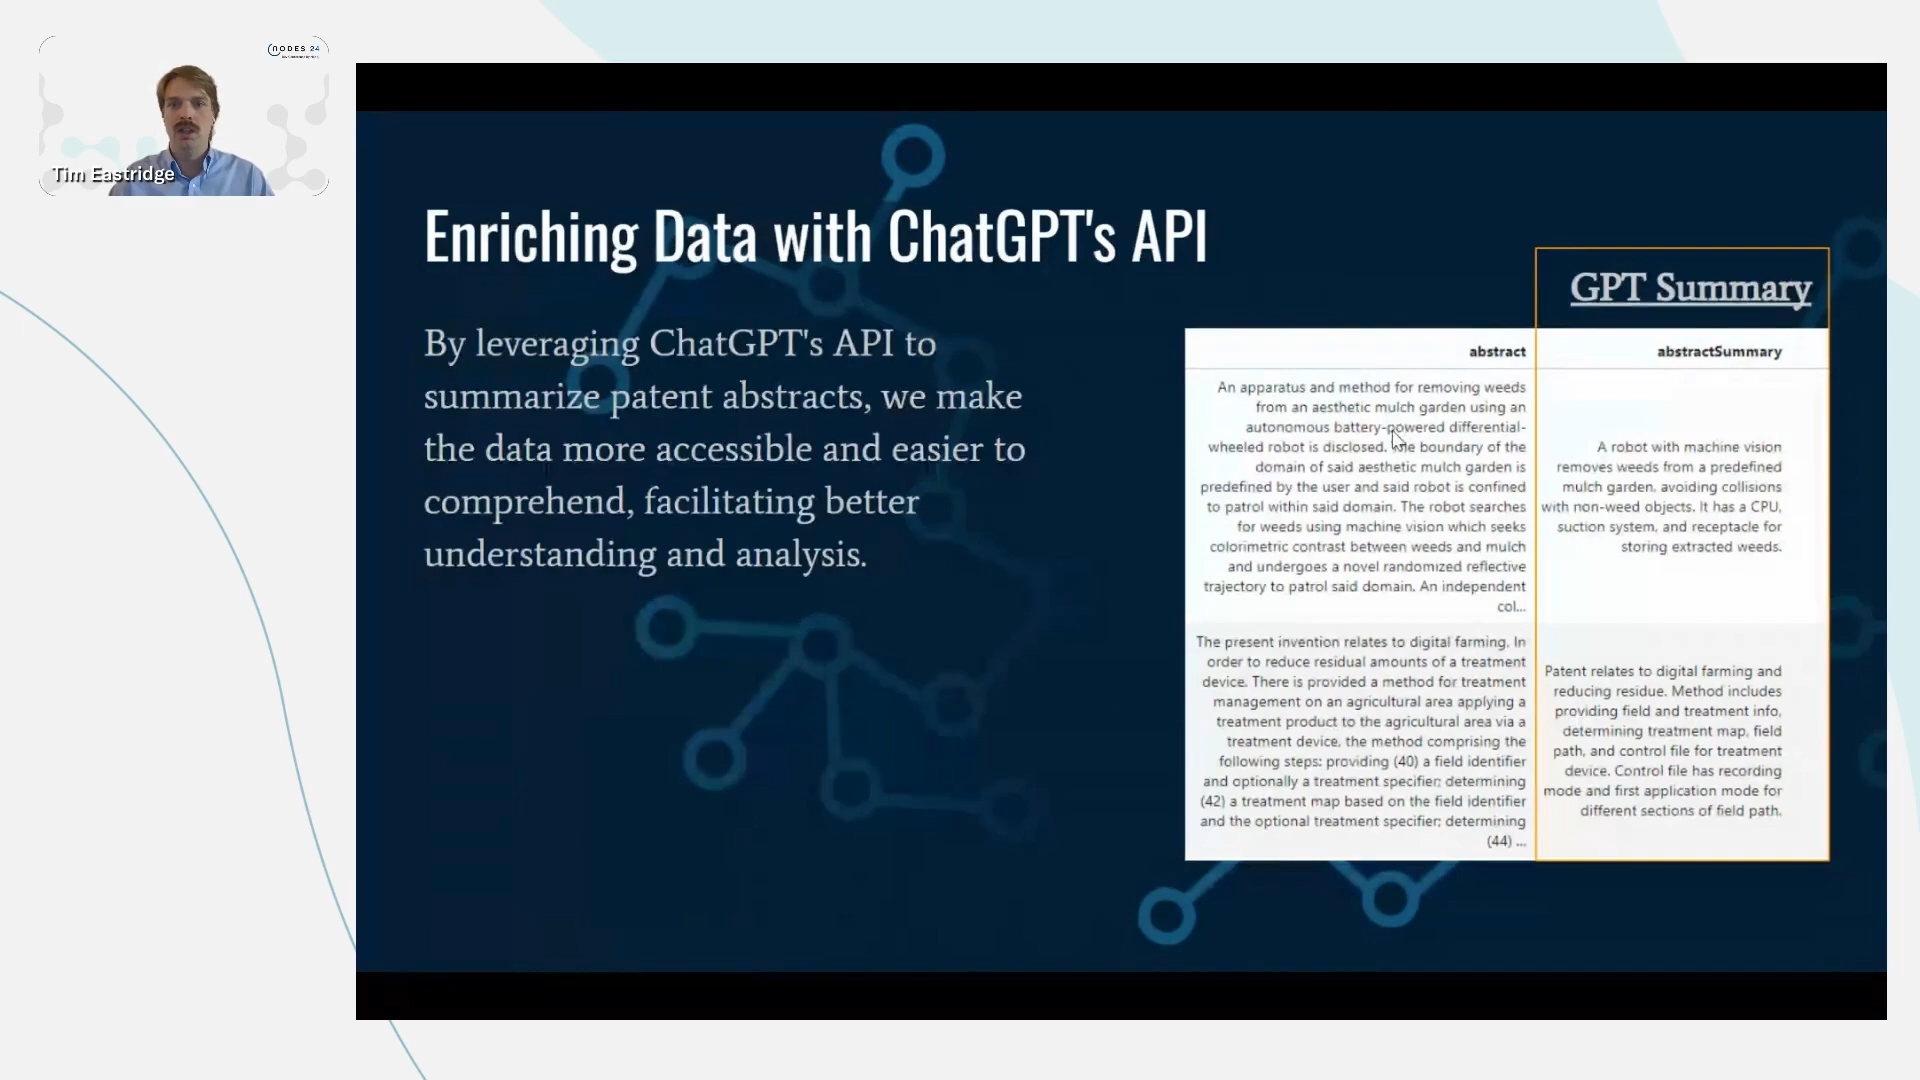 NODES 24
Tim Eastridge
Enriching Data with ChatGPT's API
By leveraging ChatGPT's API to
summarize patent abstracts, we make
the data more accessible and easier to
comprehend, facilitating better
understanding and analysis.
GPT Summary
abstract
abstractSummary
An apparatus and method for removing weeds
from an aesthetic mulch garden using an
autonomous battery-powered differential-
wheeled robot is disclosed. The boundary of the
domain of said aesthetic mulch garden is
predefined by the user and said robot is confined
to patrol within said domain. The robot searches
for weeds using machine vision which seeks
colorimetric contrast between weeds and mulch
and undergoes a novel randomized reflective
trajectory to patrol said domain. An independent
col...
A robot with machine vision
removes weeds from a predefined
mulch garden, avoiding collisions
with non-weed objects. It has a CPU,
suction system, and receptacle for
storing extracted weeds.
The present invention relates to digital farming. In
order to reduce residual amounts of a treatment
device. There is provided a method for treatment
management on an agricultural area applying a
treatment product to the agricultural area via a
treatment device, the method comprising the
following steps: providing (40) a field identifier
and optionally a treatment specifier; determining
(42) a treatment map based on the field identifier
and the optional treatment specifier; determining
(44) ...
Patent relates to digital farming and
reducing residue. Method includes
providing field and treatment info,
determining treatment map, field
path, and control file for treatment
device. Control file has recording
mode and first application mode for
different sections of field path.